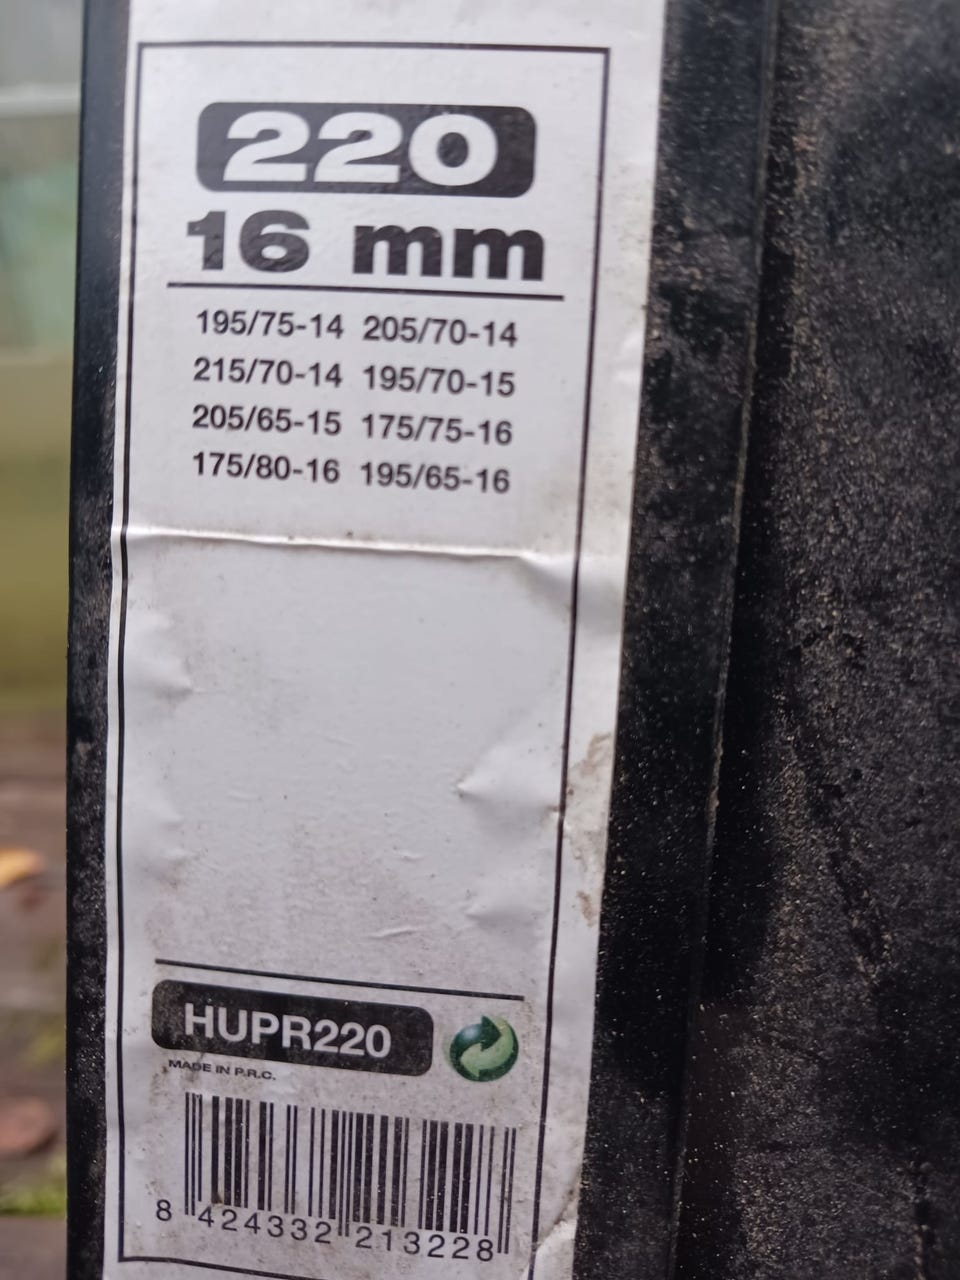 220
16 mm
195/75-14 205/70-14
215/70-14 195/70-15
205/65-15 175/75-16
175/80-16 195/65-16
HUPR220
MADE IN P.R.C.
8 424332 213228